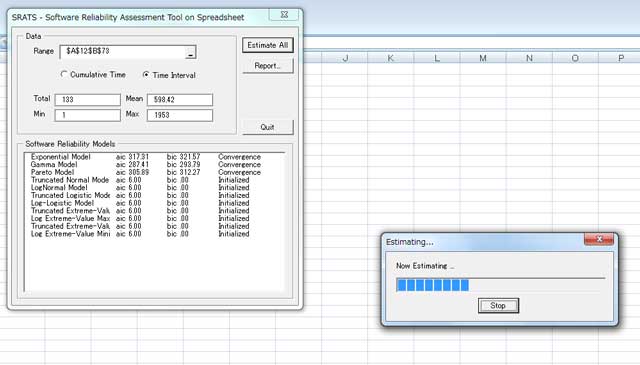 SRATS - Software Reliability Assessment Tool on Spreadsheet
Data
Range $A$12:$B$73
Estimate All
Report...
Cumulative Time Time Interval
Total 133 Mean 598.42
Min 1 Max 1953
Quit
Software Reliability Models
Exponential Model aic 317.31 bic 321.57 Convergence
Gamma Model aic 287.41 bic 293.79 Convergence
Pareto Model aic 305.89 bic 312.27 Convergence
Truncated Normal Mode aic 6.00 bic .00 Initialized
LogNormal Model aic 6.00 bic .00 Initialized
Truncated Logistic Mode aic 6.00 bic .00 Initialized
Log-Logistic Model aic 6.00 bic .00 Initialized
Truncated Extreme-Valu aic 6.00 bic .00 Initialized
Log Extreme-Value Max aic 6.00 bic .00 Initialized
Truncated Extreme-Valu aic 6.00 bic .00 Initialized
Log Extreme-Value Mini aic 6.00 bic .00 Initialized
J K L M N O P
Estimating...
Now Estimating ...
Stop